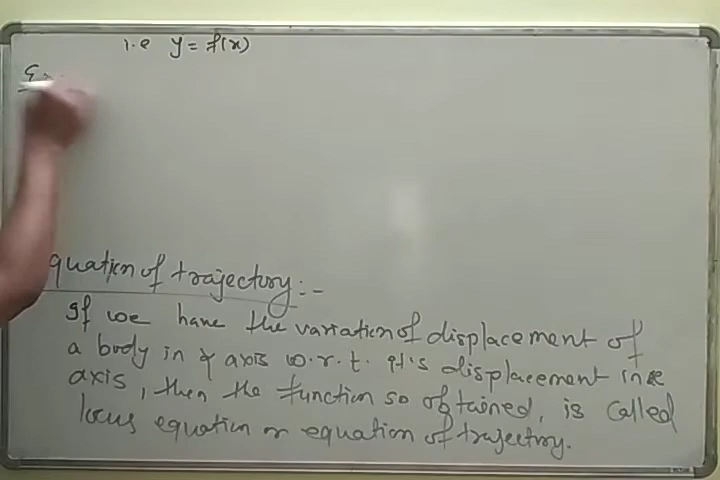 i.e y = f(x)
Ex:
quation of trajectory:-
If we have the variation of displacement of
a body in y axis w.r.t. it's displacement in x
axis, then the function so obtained, is called
locus equation or equation of trajectory.